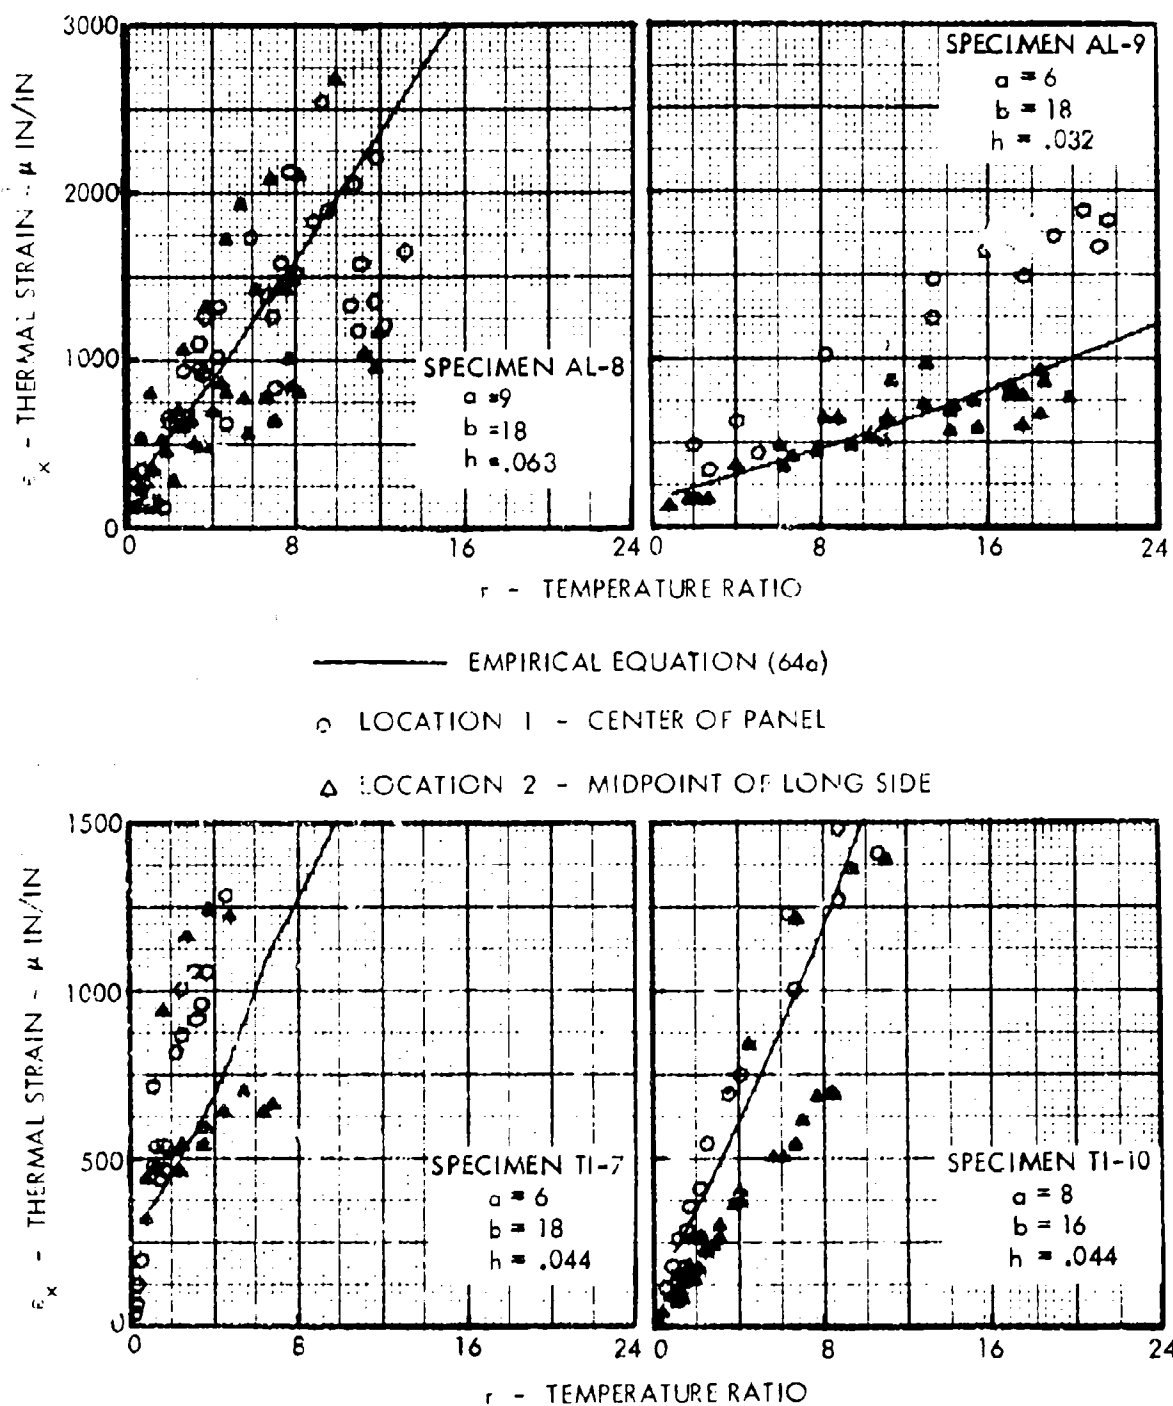 3000
2000
1000
0
ε_x - THERMAL STRAIN - μ IN/IN
SPECIMEN AL-8
a = 9
b = 18
h = .063
0 8 16 24
SPECIMEN AL-9
a = 6
b = 18
h = .032
0 8 16 24
r - TEMPERATURE RATIO
EMPIRICAL EQUATION (64a)
LOCATION 1 - CENTER OF PANEL
LOCATION 2 - MIDPOINT OF LONG SIDE
1500
1000
500
0
ε_x - THERMAL STRAIN - μ IN/IN
SPECIMEN TI-7
a = 6
b = 18
h = .044
0 8 16 24
SPECIMEN TI-10
a = 8
b = 16
h = .044
0 8 16 24
r - TEMPERATURE RATIO